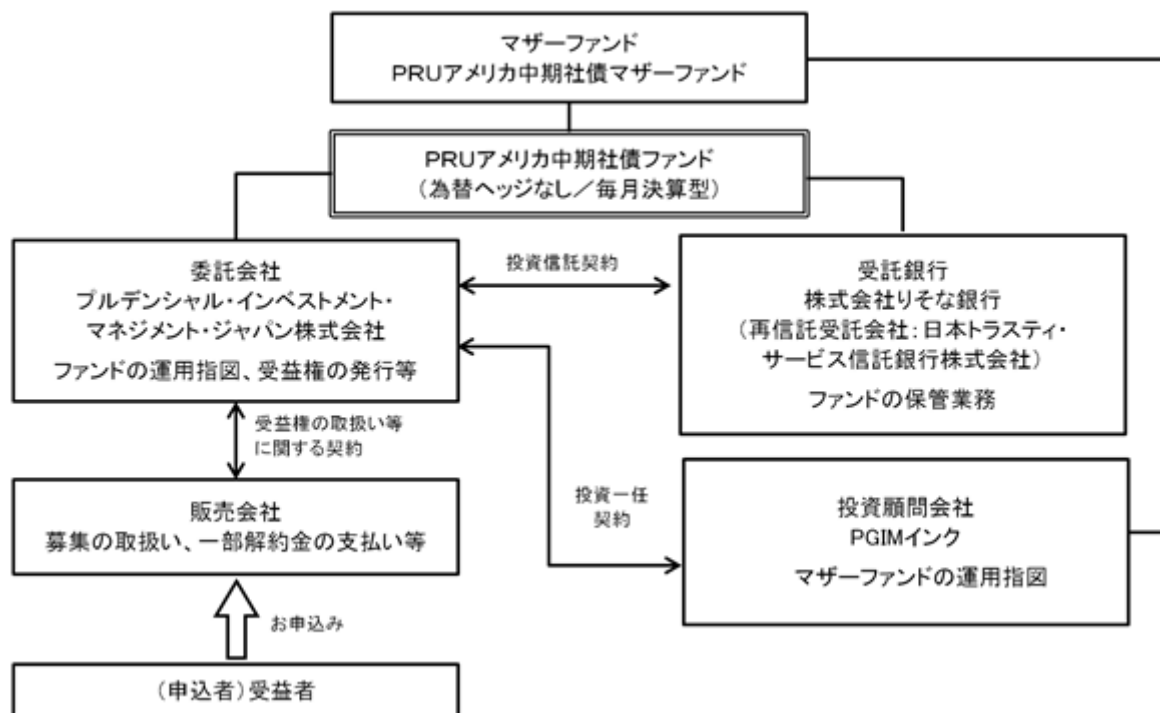 マザーファンド
PRUアメリカ中期社債マザーファンド
PRUアメリカ中期社債ファンド
（為替ヘッジなし／毎月決算型）
委託会社
プルデンシャル・インベストメント・
マネジメント・ジャパン株式会社
ファンドの運用指図、受益権の発行等
投資信託契約
受託銀行
株式会社りそな銀行
（再信託受託会社：日本トラスティ・
サービス信託銀行株式会社）
ファンドの保管業務
受益権の取扱い等
に関する契約
投資一任
契約
販売会社
募集の取扱い、一部解約金の支払い等
投資顧問会社
PGIMインク
マザーファンドの運用指図
お申込み
（申込者）受益者